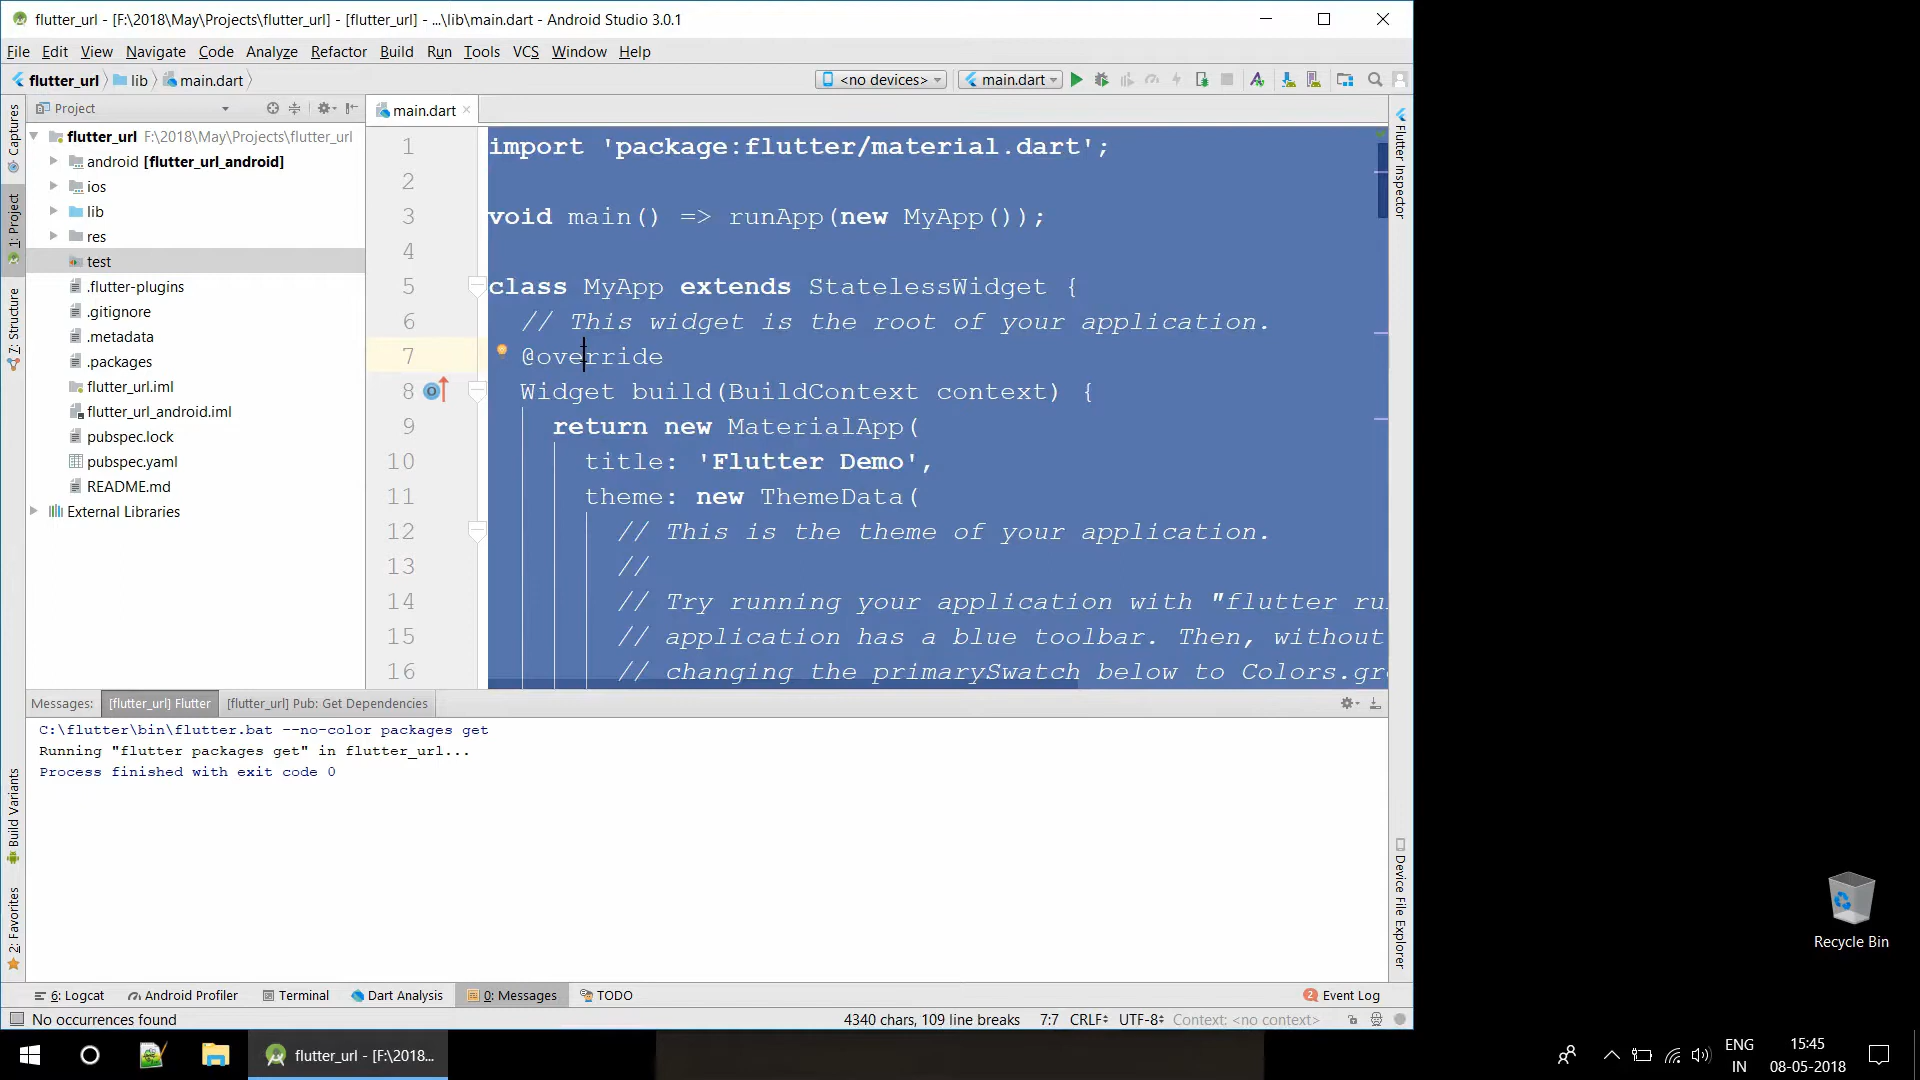 flutter_url - [F:\2018\May\Projects\flutter_url] - [flutter_url] - ...\lib\main.dart - Android Studio 3.0.1
File Edit View Navigate Code Analyze Refactor Build Run Tools VCS Window Help
flutter_url lib main.dart <no devices> main.dart
Project
main.dart
Captures
1: Project
7: Structure
Build Variants
2: Favorites
flutter_url F:\2018\May\Projects\flutter_url
android [flutter_url_android]
ios
lib
res
test
.flutter-plugins
.gitignore
.metadata
.packages
flutter_url.iml
flutter_url_android.iml
pubspec.lock
pubspec.yaml
README.md
External Libraries
1 import 'package:flutter/material.dart';
2
3 void main() => runApp(new MyApp());
4
5 class MyApp extends StatelessWidget {
6 // This widget is the root of your application.
7 @override
8 Widget build(BuildContext context) {
9 return new MaterialApp(
10 title: 'Flutter Demo',
11 theme: new ThemeData(
12 // This is the theme of your application.
13 //
14 // Try running your application with "flutter ru
15 // application has a blue toolbar. Then, without
16 // changing the primarySwatch below to Colors.gr
Flutter Inspector
Device File Explorer
Messages: [flutter_url] Flutter [flutter_url] Pub: Get Dependencies
C:\flutter\bin\flutter.bat --no-color packages get
Running "flutter packages get" in flutter_url...
Process finished with exit code 0
6: Logcat Android Profiler Terminal Dart Analysis 0: Messages TODO 2 Event Log
No occurrences found 4340 chars, 109 line breaks 7:7 CRLF UTF-8 Context: <no context>
Recycle Bin
flutter_url - [F:\2018...
ENG
IN
15:45
08-05-2018